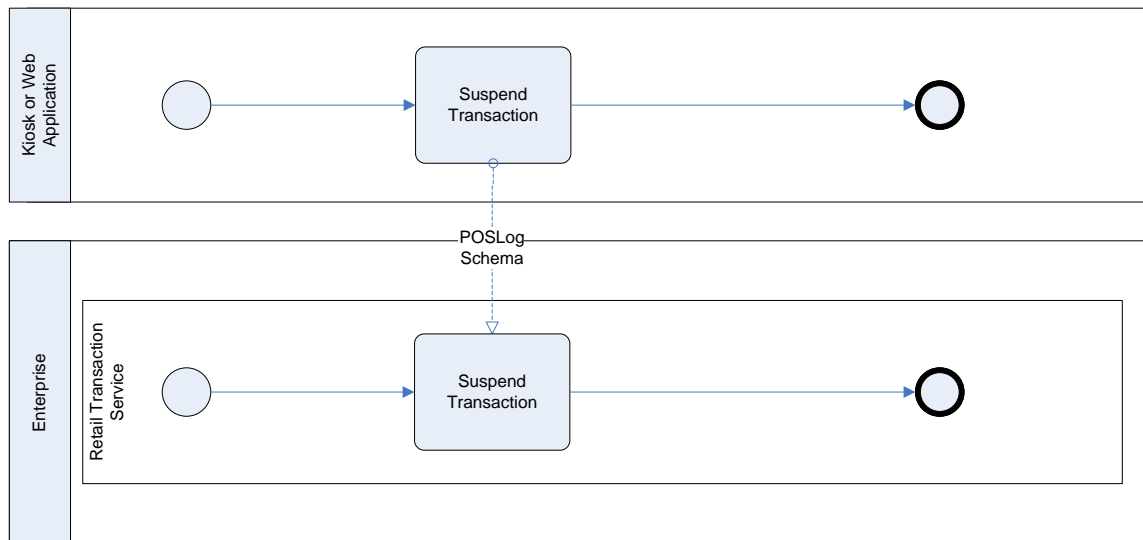 Kiosk or Web
Application
Suspend
Transaction
POSLog
Schema
Enterprise
Retail Transaction
Service
Suspend
Transaction